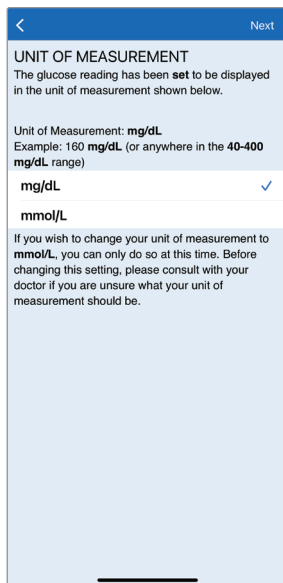 Next
UNIT OF MEASUREMENT
The glucose reading has been set to be displayed
in the unit of measurement shown below.
Unit of Measurement: mg/dL
Example: 160 mg/dL (or anywhere in the 40-400
mg/dL range)
mg/dL
mmol/L
If you wish to change your unit of measurement to
mmol/L, you can only do so at this time. Before
changing this setting, please consult with your
doctor if you are unsure what your unit of
measurement should be.